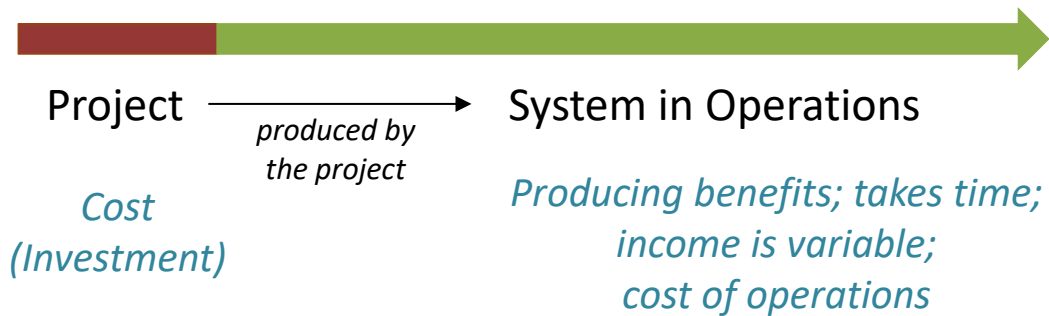 Project
System in Operations
produced by
the project
Cost
(Investment)
Producing benefits; takes time;
income is variable;
cost of operations